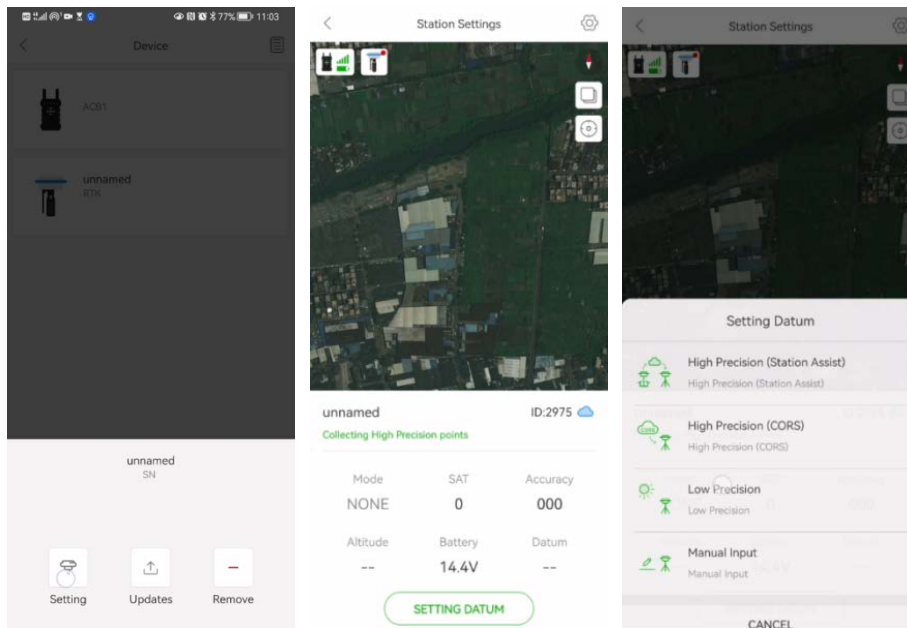 77% 11:03
Device
ACB1
unnamed
RTK
unnamed
SN
Setting Updates Remove
Station Settings
unnamed ID:2975
Collecting High Precision points
Mode SAT Accuracy
NONE 0 000
Altitude Battery Datum
-- 14.4V --
SETTING DATUM
Station Settings
Setting Datum
High Precision (Station Assist)
High Precision (Station Assist)
CORS
High Precision (CORS)
High Precision (CORS)
Low Precision
Low Precision
Manual Input
Manual Input
CANCEL